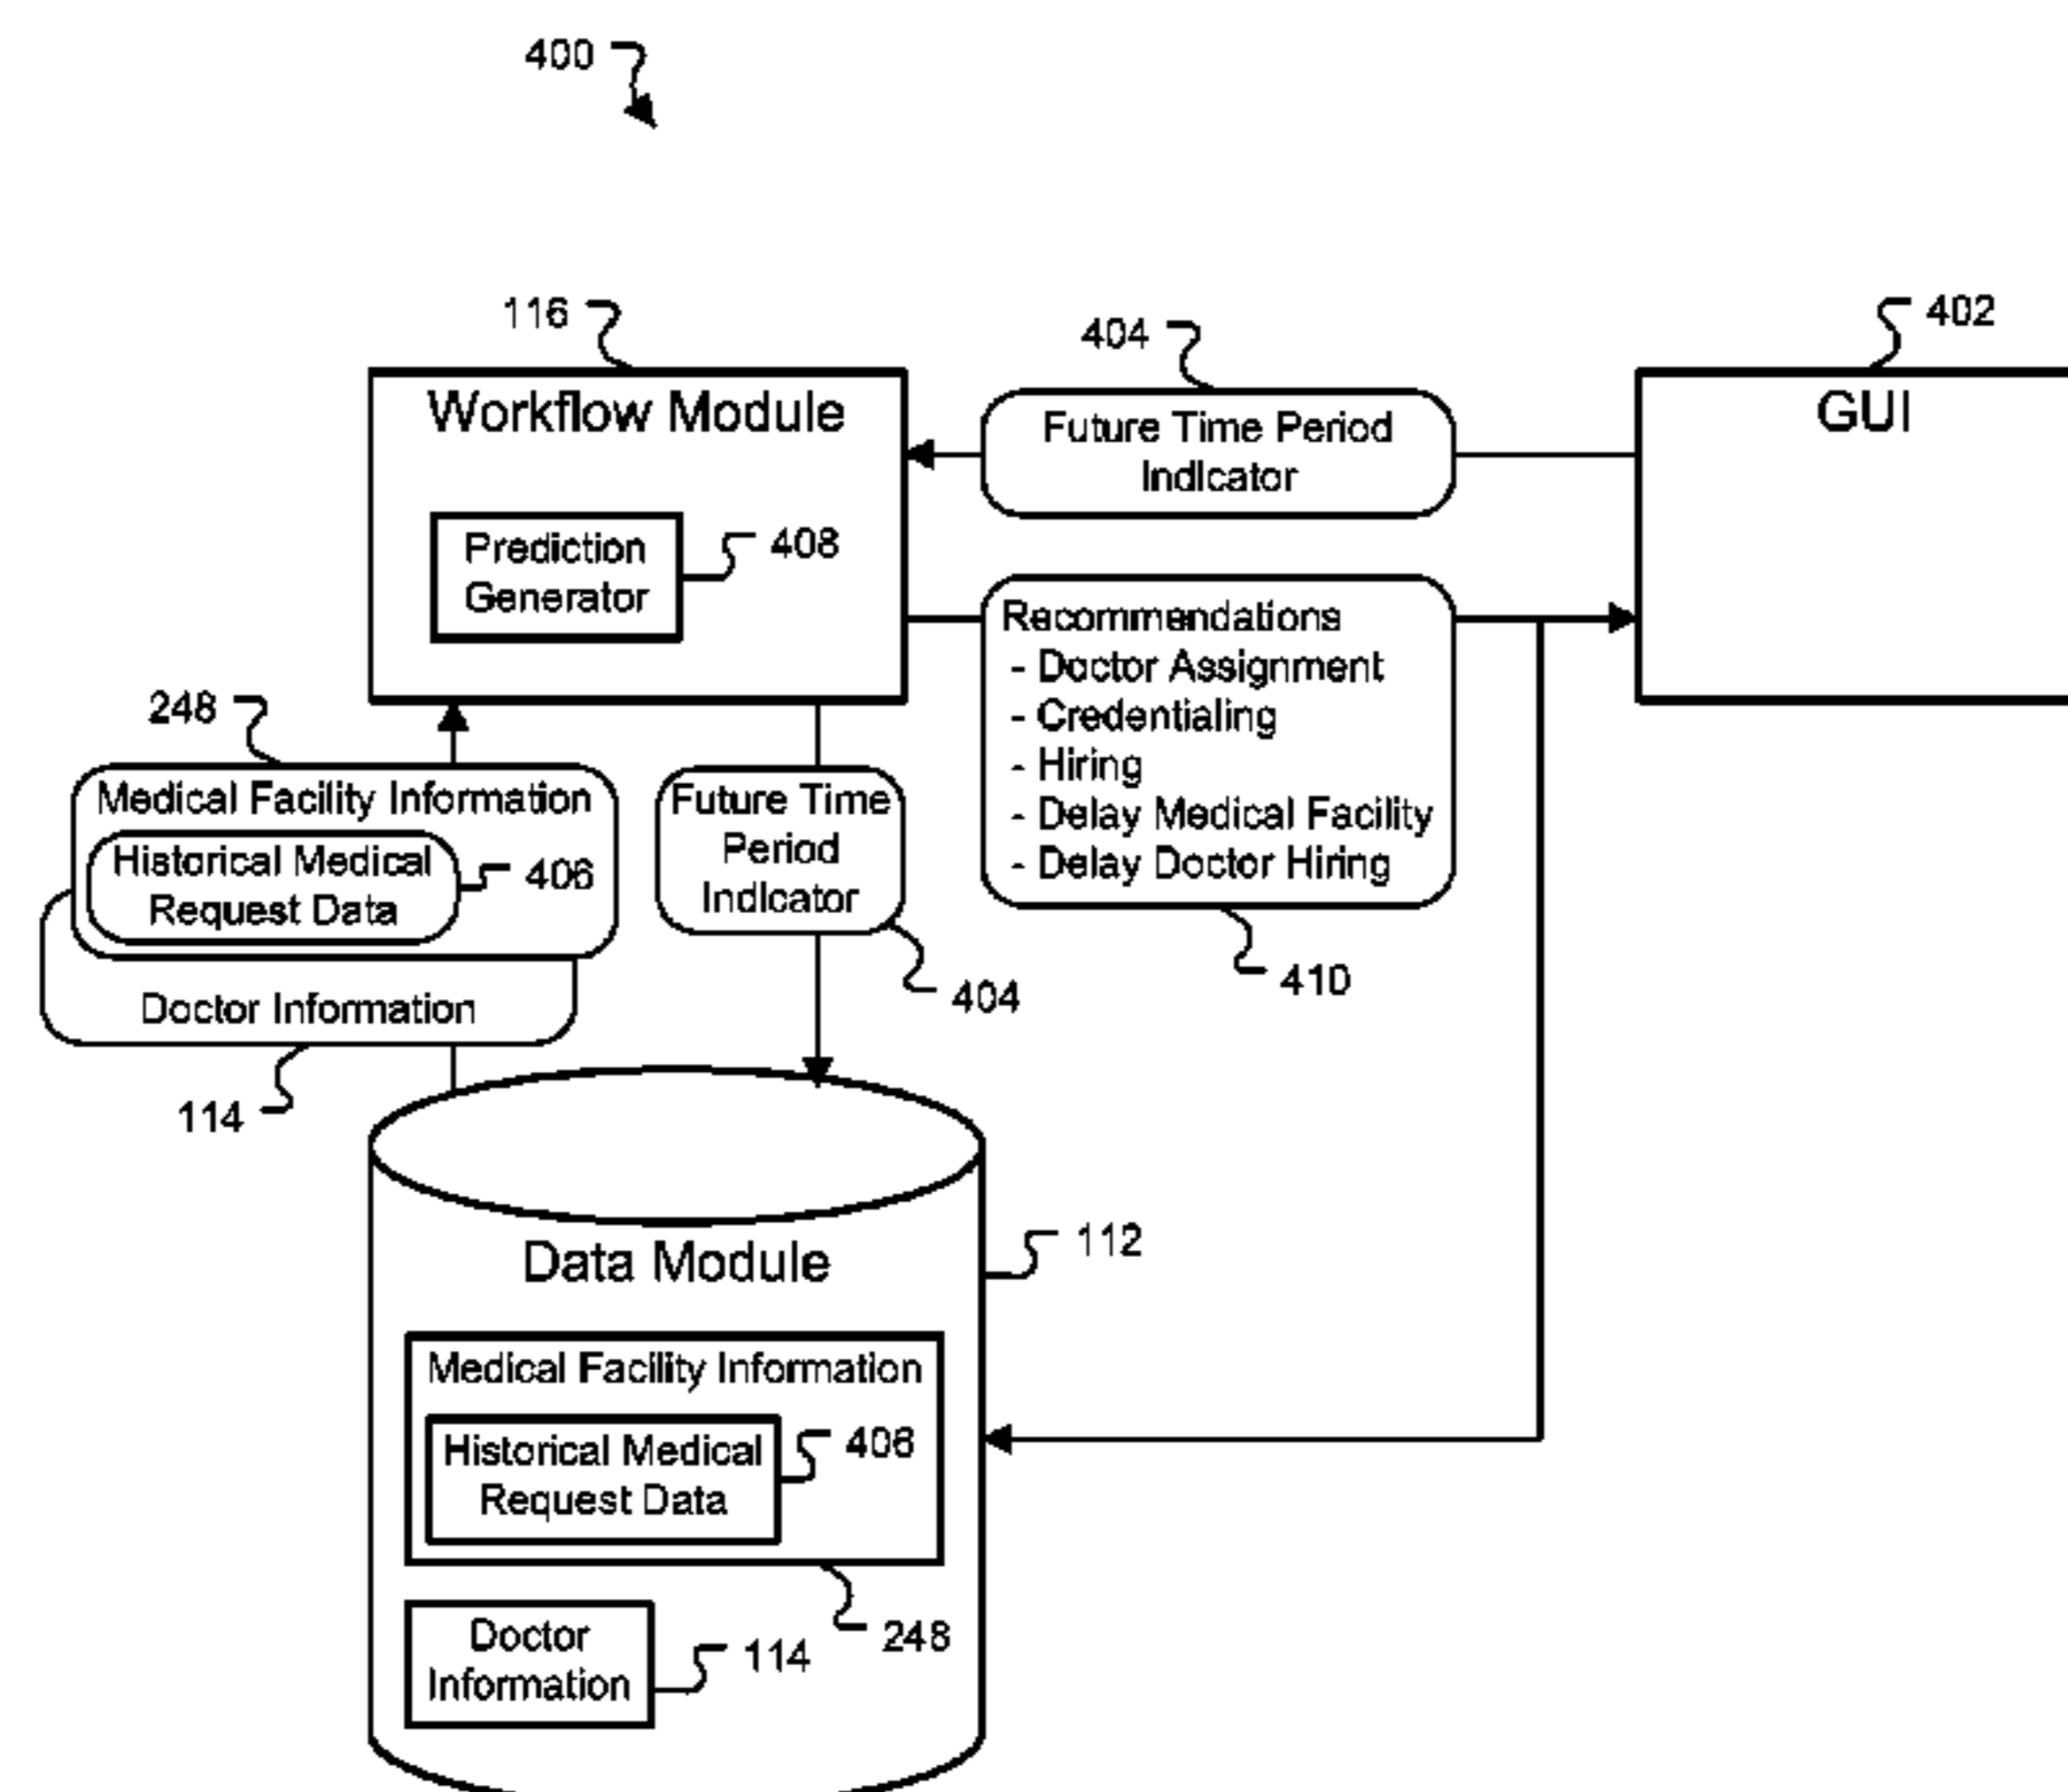 400
116
404
402
Workflow Module
Future Time Period
Indicator
GUI
Prediction
Generator
408
Recommendations
- Doctor Assignment
- Credentialing
- Hiring
- Delay Medical Facility
- Delay Doctor Hiring
410
248
Medical Facility Information
Historical Medical
Request Data
406
Doctor Information
114
Future Time
Period
Indicator
404
Data Module
112
Medical Facility Information
Historical Medical
Request Data
406
248
Doctor
Information
114